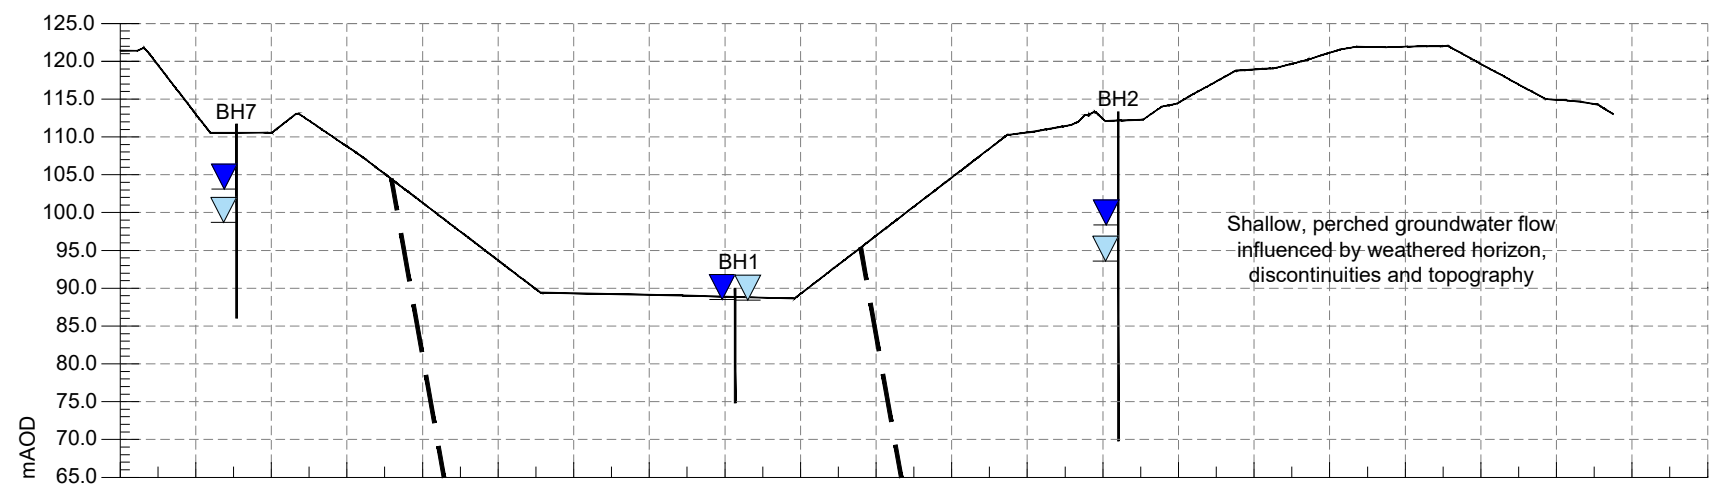 125.0
120.0
115.0
110.0
105.0
100.0
95.0
90.0
85.0
80.0
75.0
70.0
65.0
mAOD
BH7
BH1
BH2
Shallow, perched groundwater flow
influenced by weathered horizon,
discontinuities and topography